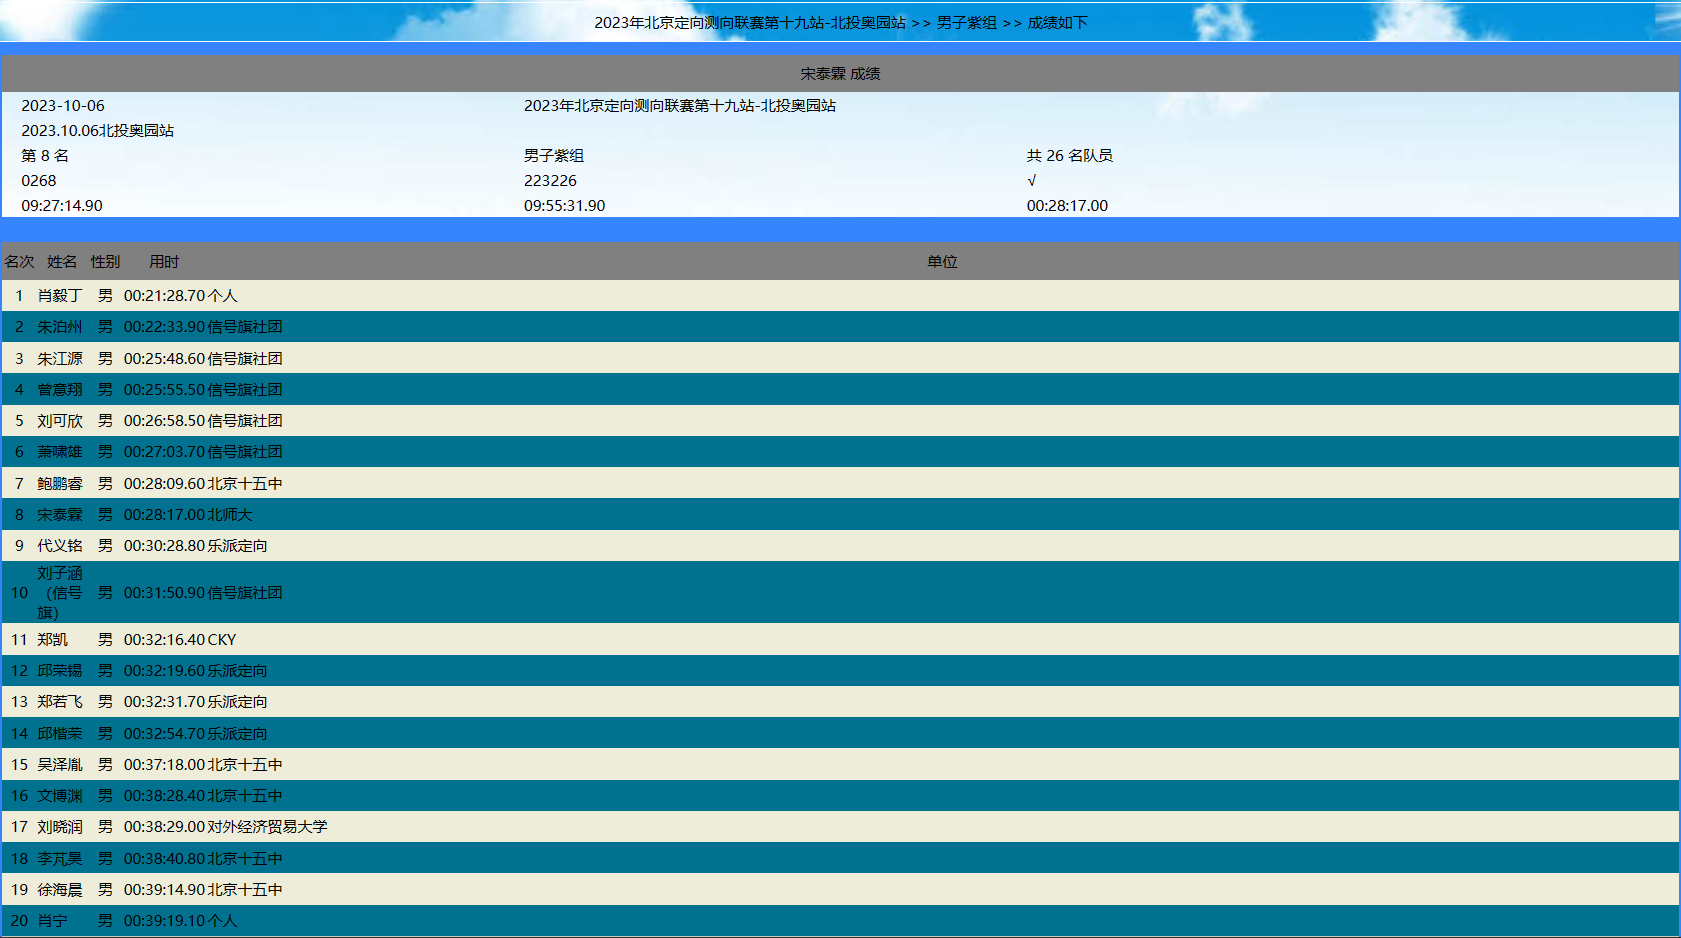 2023年北京定向测向联赛第十九站-北投奥园站 >> 男子紫组 >> 成绩如下
宋泰霖 成绩
2023-10-06 2023年北京定向测向联赛第十九站-北投奥园站
2023.10.06北投奥园站
第 8 名 男子紫组 共 26 名队员
0268 223226 √
09:27:14.90 09:55:31.90 00:28:17.00
名次 姓名 性别 用时 单位
1 肖毅丁 男 00:21:28.70 个人
2 朱泊州 男 00:22:33.90 信号旗社团
3 朱江源 男 00:25:48.60 信号旗社团
4 曾意翔 男 00:25:55.50 信号旗社团
5 刘可欣 男 00:26:58.50 信号旗社团
6 萧啸雄 男 00:27:03.70 信号旗社团
7 鲍鹏睿 男 00:28:09.60 北京十五中
8 宋泰霖 男 00:28:17.00 北师大
9 代义铭 男 00:30:28.80 乐派定向
刘子涵
10 （信号 男 00:31:50.90 信号旗社团
旗）
11 郑凯 男 00:32:16.40 CKY
12 邱荣锡 男 00:32:19.60 乐派定向
13 郑若飞 男 00:32:31.70 乐派定向
14 邱楷荣 男 00:32:54.70 乐派定向
15 吴泽胤 男 00:37:18.00 北京十五中
16 文博渊 男 00:38:28.40 北京十五中
17 刘晓润 男 00:38:29.00 对外经济贸易大学
18 李芃昊 男 00:38:40.80 北京十五中
19 徐海晨 男 00:39:14.90 北京十五中
20 肖宁 男 00:39:19.10 个人